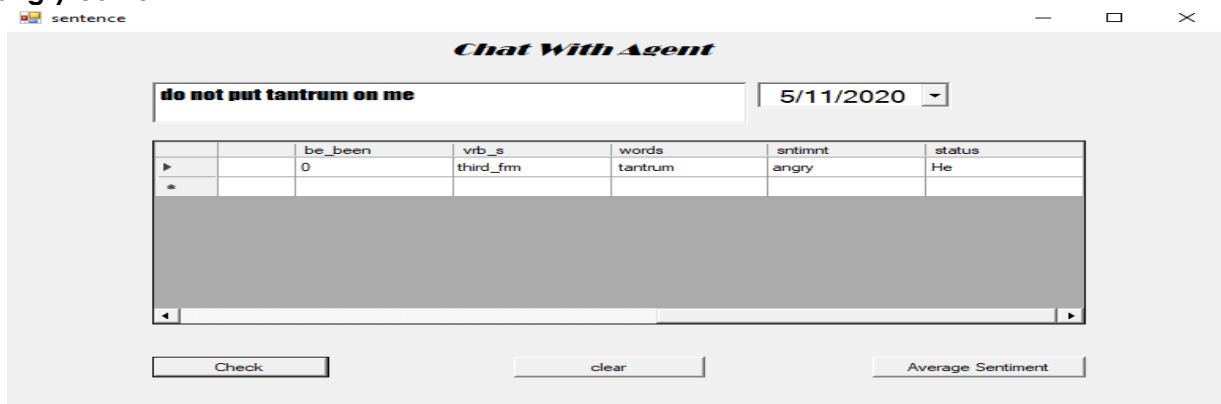 sentence
Chat With Agent
do not put tantrum on me
5/11/2020
be_been vrb_s words sntimnt status
0 third_frm tantrum angry He
Check clear Average Sentiment